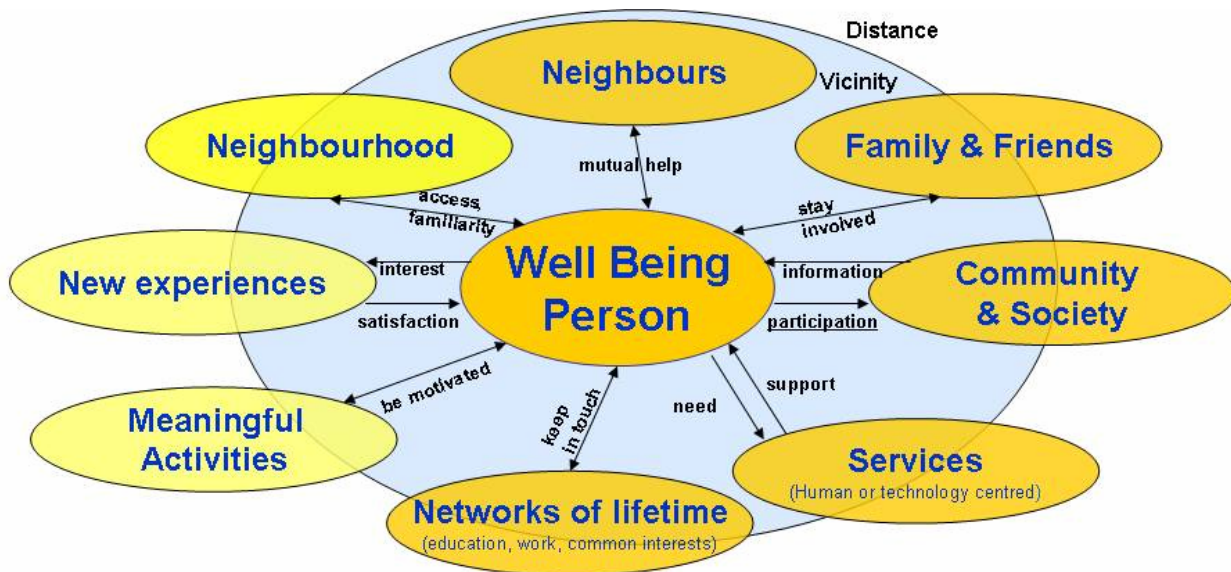 Distance
Neighbours
Vicinity
Neighbourhood
Family & Friends
mutual help
access,
familiarity
stay
involved
Well Being
Person
New experiences
interest
satisfaction
information
participation
Community
& Society
be motivated
Meaningful
Activities
keep
in touch
need
support
Services
(Human or technology centred)
Networks of lifetime
(education, work, common interests)